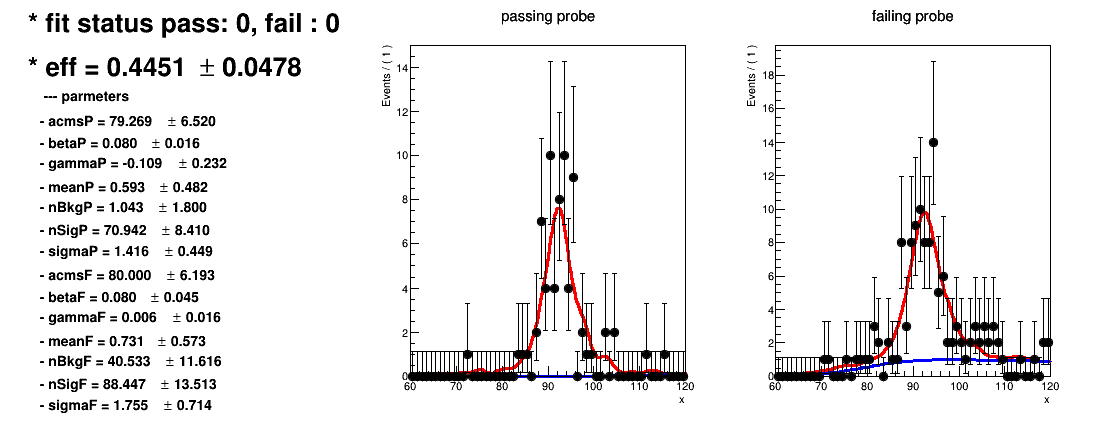 * fit status pass: 0, fail : 0
* eff = 0.4451 ± 0.0478
--- parmeters
- acmsP = 79.269 ± 6.520
- betaP = 0.080 ± 0.016
- gammaP = -0.109 ± 0.232
- meanP = 0.593 ± 0.482
- nBkgP = 1.043 ± 1.800
- nSigP = 70.942 ± 8.410
- sigmaP = 1.416 ± 0.449
- acmsF = 80.000 ± 6.193
- betaF = 0.080 ± 0.045
- gammaF = 0.006 ± 0.016
- meanF = 0.731 ± 0.573
- nBkgF = 40.533 ± 11.616
- nSigF = 88.447 ± 13.513
- sigmaF = 1.755 ± 0.714
passing probe
Events / ( 1 )
14
12
10
8
6
4
2
0
60 70 80 90 100 110 120
x
failing probe
Events / ( 1 )
18
16
14
12
10
8
6
4
2
0
60 70 80 90 100 110 120
x